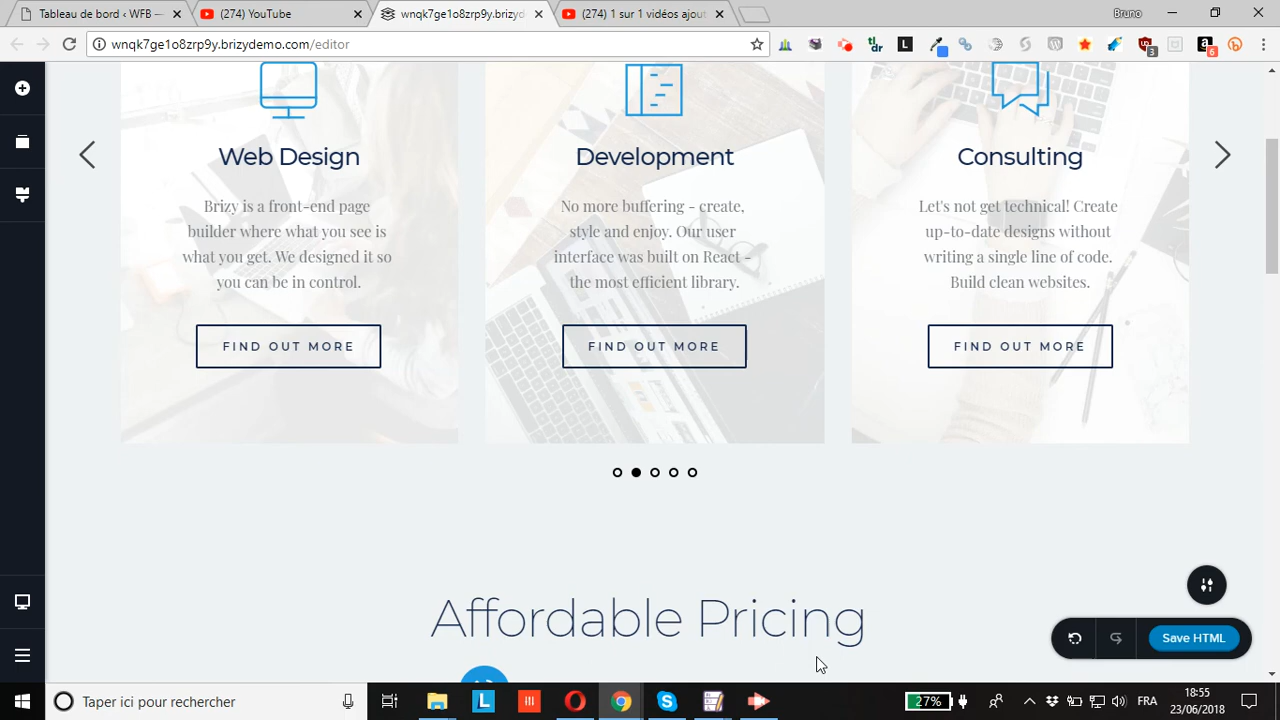 Tableau de bord ‹ WFB —
(274) YouTube
wnqk7ge1o8zrp9y.brizyd
(274) 1 sur 1 vidéos ajout
Bruno
wnqk7ge1o8zrp9y.brizydemo.com/editor
tl;dr
L
3
a
6
Web Design
Brizy is a front-end page
builder where what you see is
what you get. We designed it so
you can be in control.
FIND OUT MORE
Development
No more buffering - create,
style and enjoy. Our user
interface was built on React -
the most efficient library.
FIND OUT MORE
Consulting
Let's not get technical! Create
up-to-date designs without
writing a single line of code.
Build clean websites.
FIND OUT MORE
Affordable Pricing
Save HTML
Taper ici pour rechercher
L
27%
FRA
18:55
23/06/2018